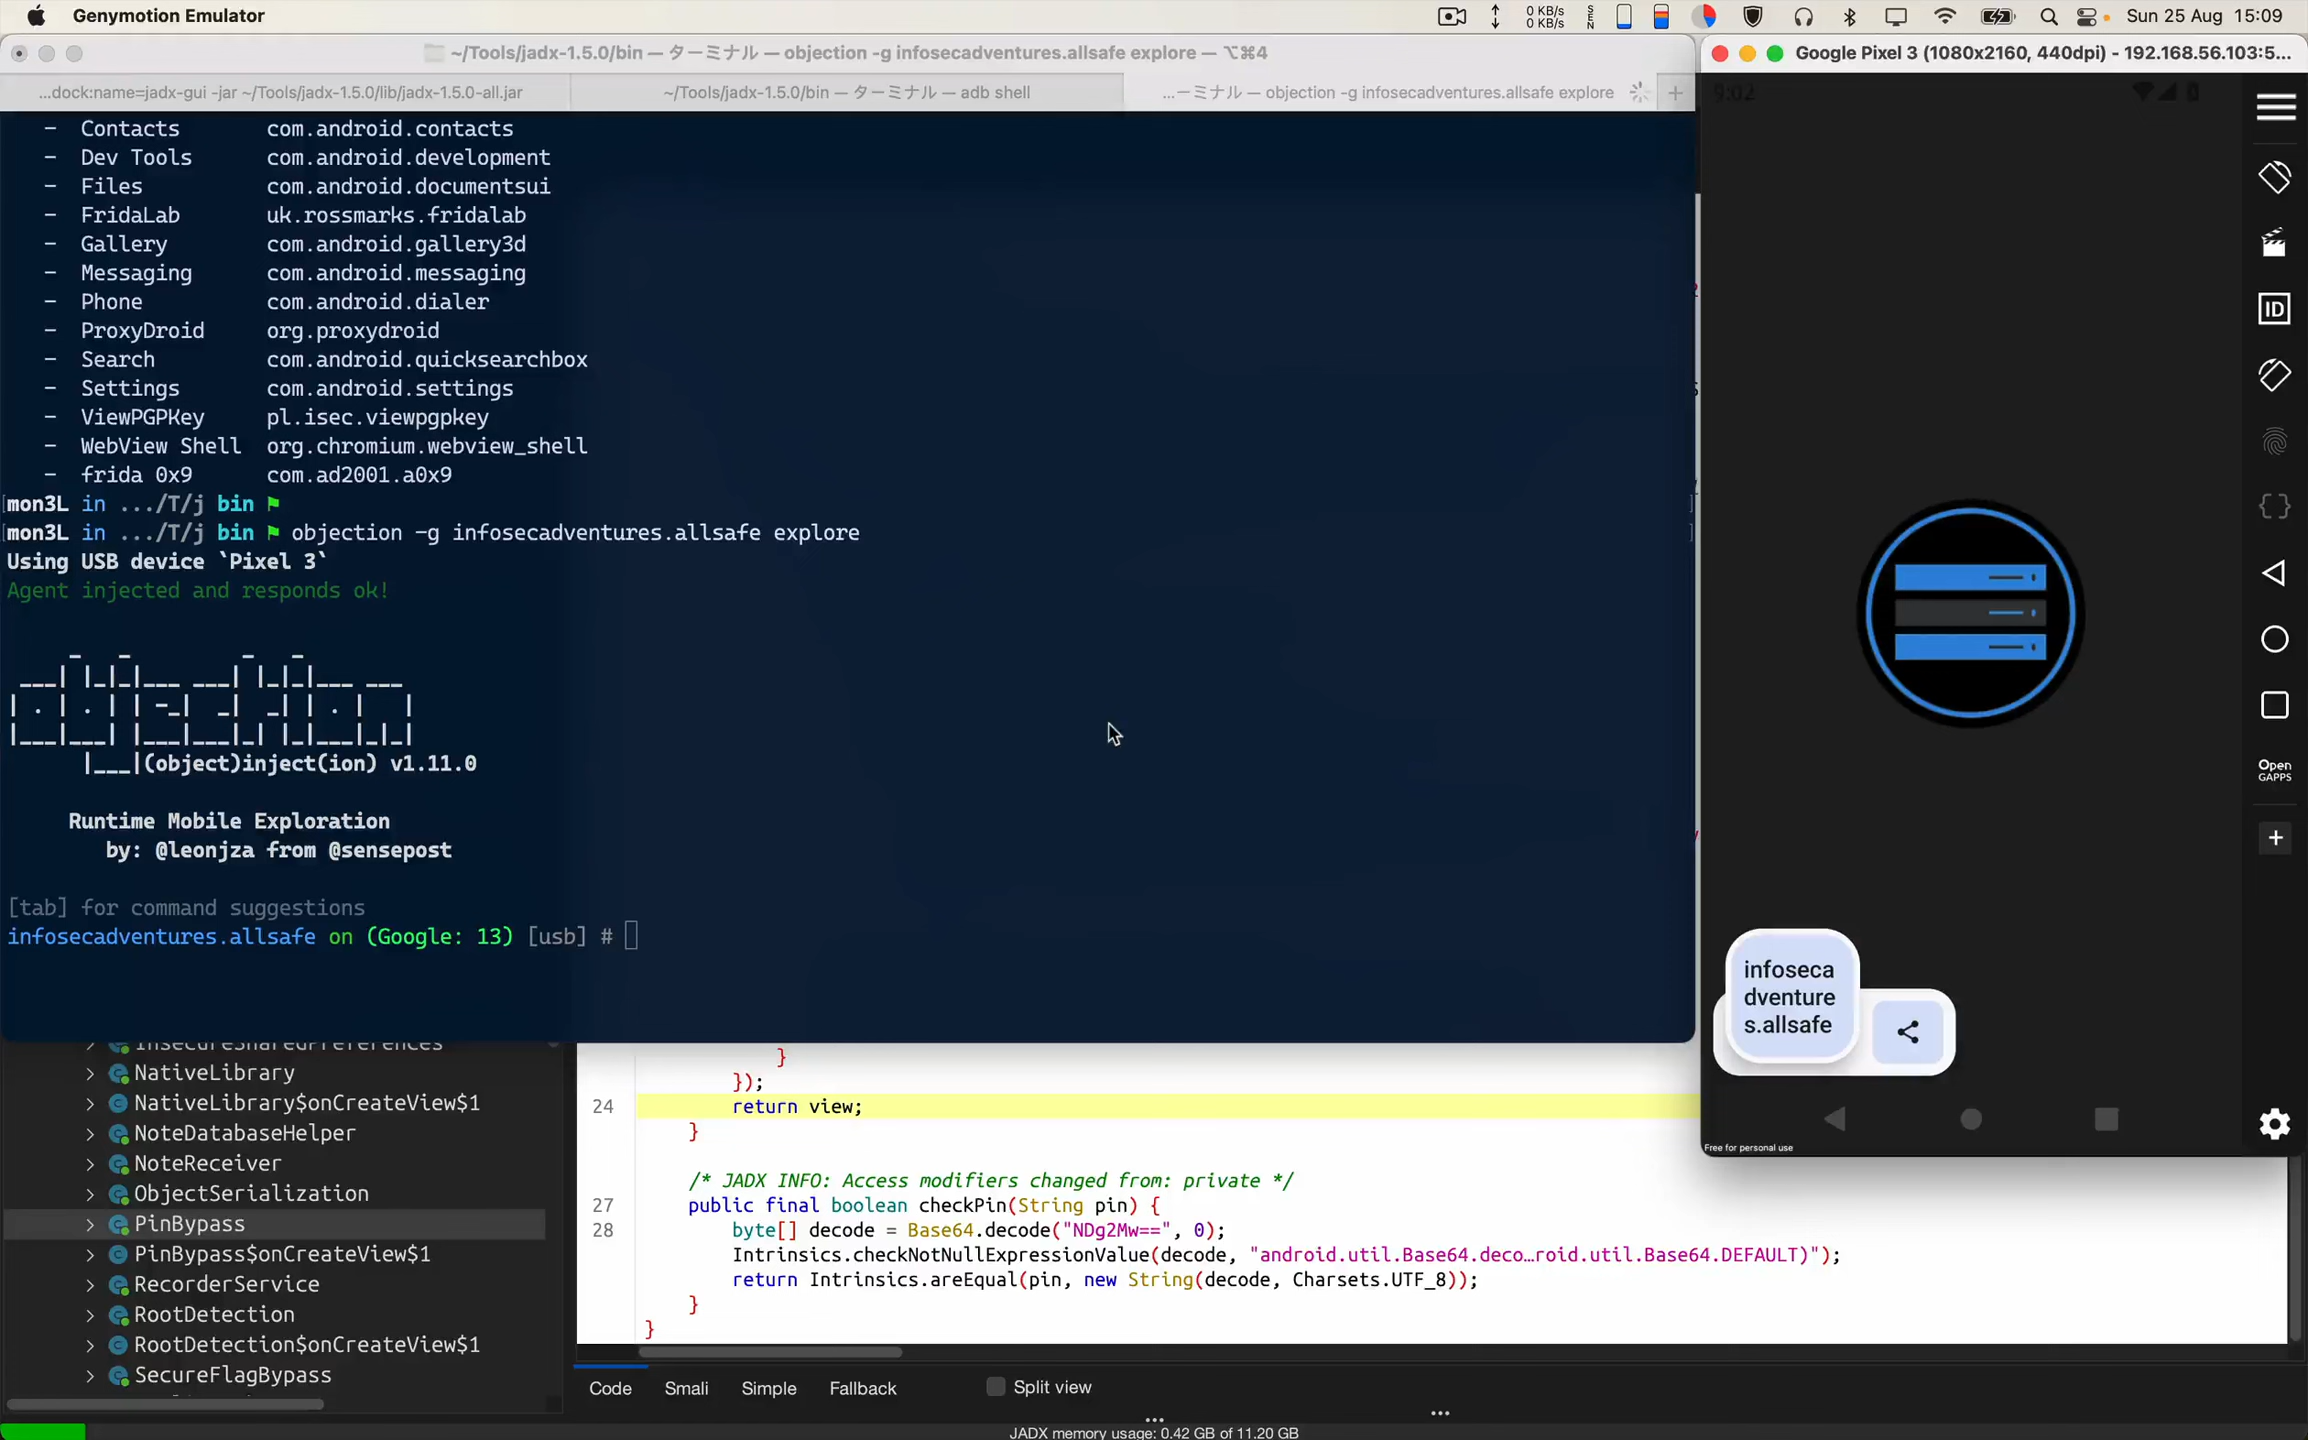 Genymotion Emulator
0 KB/s
0 KB/s
SEN
Sun 25 Aug 15:09
~/Tools/jadx-1.5.0/bin — ターミナル — objection -g infosecadventures.allsafe explore — ⌥⌘4
...dock:name=jadx-gui -jar ~/Tools/jadx-1.5.0/lib/jadx-1.5.0-all.jar
~/Tools/jadx-1.5.0/bin — ターミナル — adb shell
...ーミナル — objection -g infosecadventures.allsafe explore
- Contacts com.android.contacts
- Dev Tools com.android.development
- Files com.android.documentsui
- FridaLab uk.rossmarks.fridalab
- Gallery com.android.gallery3d
- Messaging com.android.messaging
- Phone com.android.dialer
- ProxyDroid org.proxydroid
- Search com.android.quicksearchbox
- Settings com.android.settings
- ViewPGPKey pl.isec.viewpgpkey
- WebView Shell org.chromium.webview_shell
- frida 0x9 com.ad2001.a0x9
mon3L in .../T/j bin
mon3L in .../T/j bin objection -g infosecadventures.allsafe explore
Using USB device `Pixel 3`
Agent injected and responds ok!
|___|(object)inject(ion) v1.11.0
Runtime Mobile Exploration
by: @leonjza from @sensepost
[tab] for command suggestions
infosecadventures.allsafe on (Google: 13) [usb] #
InsecureSharedPreferences
NativeLibrary
NativeLibrary$onCreateView$1
NoteDatabaseHelper
NoteReceiver
ObjectSerialization
PinBypass
PinBypass$onCreateView$1
RecorderService
RootDetection
RootDetection$onCreateView$1
SecureFlagBypass
}
});
24 return view;
}
/* JADX INFO: Access modifiers changed from: private */
27 public final boolean checkPin(String pin) {
28 byte[] decode = Base64.decode("NDg2Mw==", 0);
Intrinsics.checkNotNullExpressionValue(decode, "android.util.Base64.deco…roid.util.Base64.DEFAULT)");
return Intrinsics.areEqual(pin, new String(decode, Charsets.UTF_8));
}
}
Code
Smali
Simple
Fallback
Split view
JADX memory usage: 0.42 GB of 11.20 GB
Google Pixel 3 (1080x2160, 440dpi) - 192.168.56.103:5...
9:02
ID
Open
GAPPS
infoseca
dventure
s.allsafe
Free for personal use